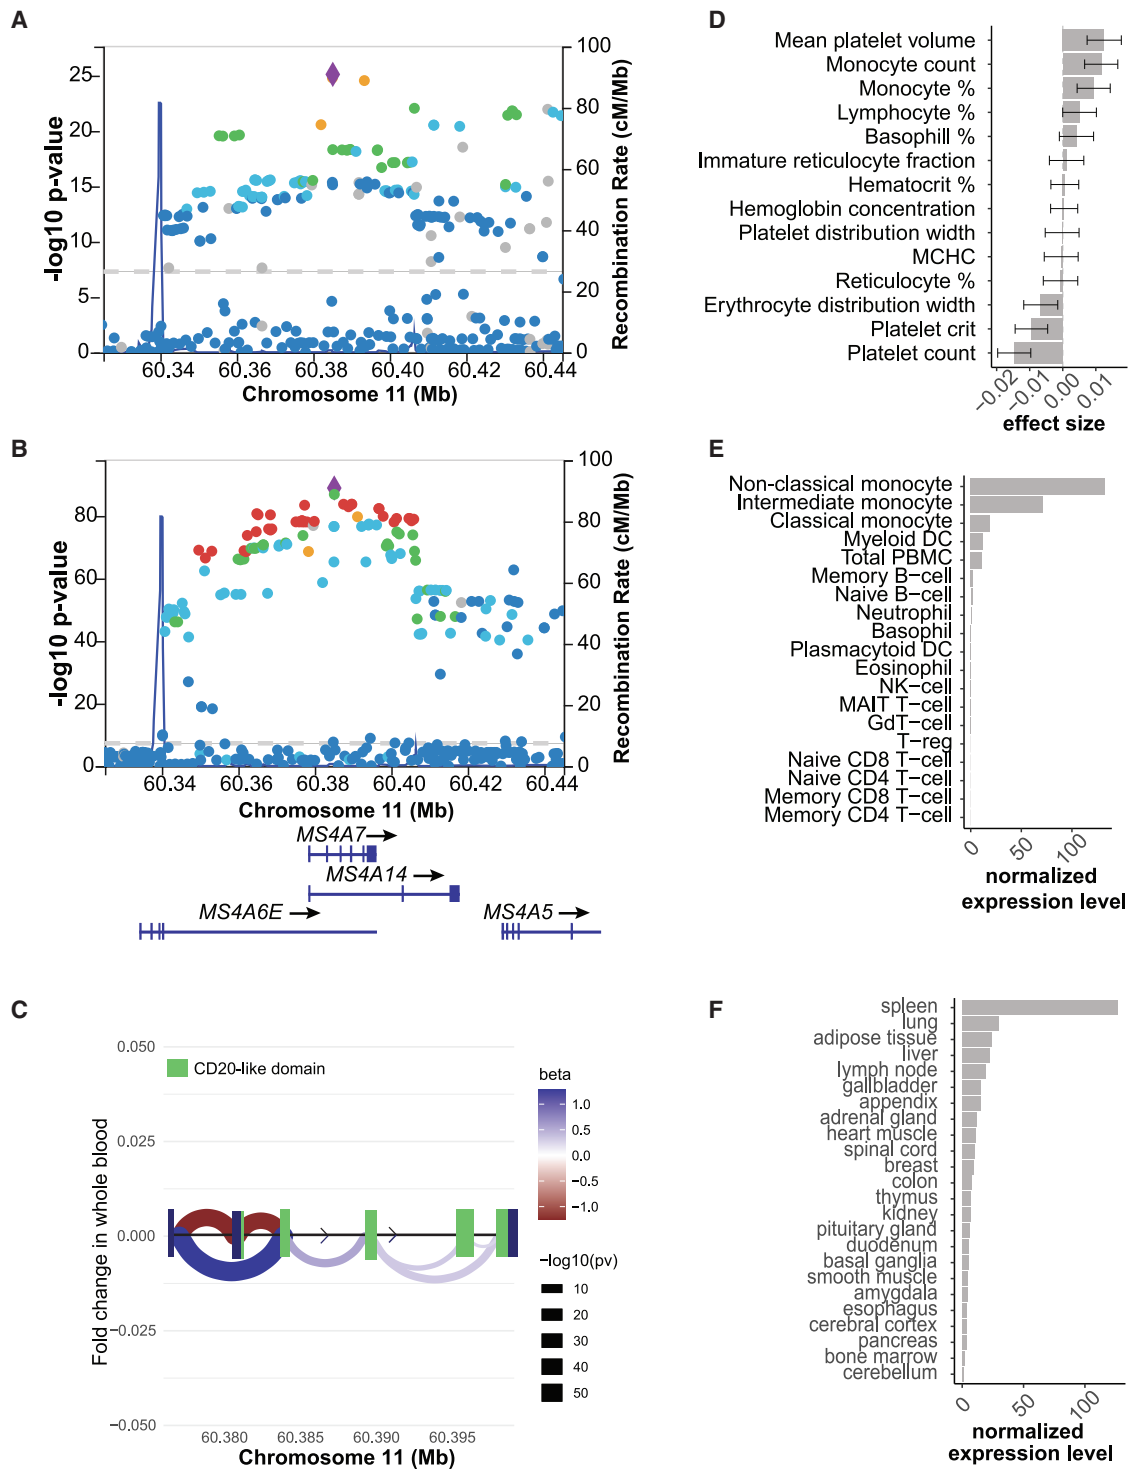 A
-log10 p-value
25
20
15
10
5
0
100
80
60
40
20
0
Recombination Rate (cM/Mb)
60.34
60.36
60.38
60.40
60.42
60.44
Chromosome 11 (Mb)
B
-log10 p-value
80
60
40
20
0
100
80
60
40
20
0
Recombination Rate (cM/Mb)
60.34
60.36
60.38
60.40
60.42
60.44
Chromosome 11 (Mb)
MS4A7
MS4A14
MS4A6E
MS4A5
C
Fold change in whole blood
0.050
0.025
0.000
−0.025
−0.050
CD20-like domain
60.380
60.385
60.390
60.395
Chromosome 11 (Mb)
beta
1.0
0.5
0.0
−0.5
−1.0
−log10(pv)
10
20
30
40
50
D
Mean platelet volume
Monocyte count
Monocyte %
Lymphocyte %
Basophill %
Immature reticulocyte fraction
Hematocrit %
Hemoglobin concentration
Platelet distribution width
MCHC
Reticulocyte %
Erythrocyte distribution width
Platelet crit
Platelet count
−0.02
−0.01
0.00
0.01
effect size
E
Non−classical monocyte
Intermediate monocyte
Classical monocyte
Myeloid DC
Total PBMC
Memory B−cell
Naive B−cell
Neutrophil
Basophil
Plasmacytoid DC
Eosinophil
NK−cell
MAIT T−cell
GdT−cell
T−reg
Naive CD8 T−cell
Naive CD4 T−cell
Memory CD8 T−cell
Memory CD4 T−cell
0
50
100
normalized
expression level
F
spleen
lung
adipose tissue
liver
lymph node
gallbladder
appendix
adrenal gland
heart muscle
spinal cord
breast
colon
thymus
kidney
pituitary gland
duodenum
basal ganglia
smooth muscle
amygdala
esophagus
cerebral cortex
pancreas
bone marrow
cerebellum
0
50
100
normalized
expression level